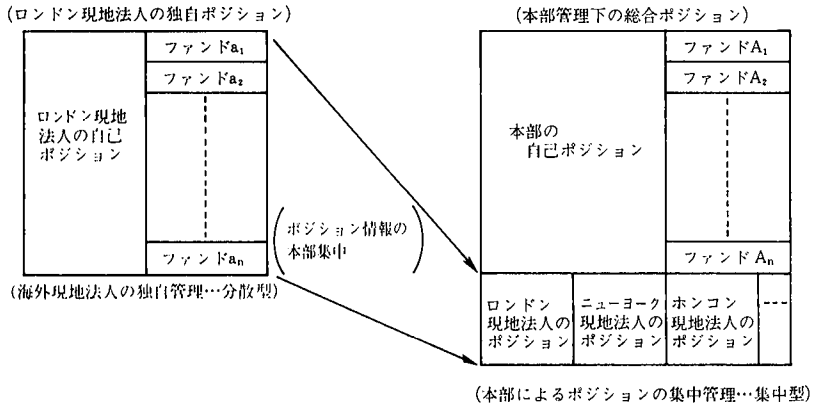 (ロンドン現地法人の独自ポジション)
ファンドa₁
ファンドa₂
ロンドン現地
法人の自己
ポジション
ファンドaₙ
(海外現地法人の独自管理…分散型)
(ポジション情報の
本部集中)
(本部管理下の総合ポジション)
ファンドA₁
ファンドA₂
本部の
自己ポジション
ファンドAₙ
ロンドン
現地法人の
ポジション
ニューヨーク
現地法人の
ポジション
ホンコン
現地法人の
ポジション
(本部によるポジションの集中管理…集中型)